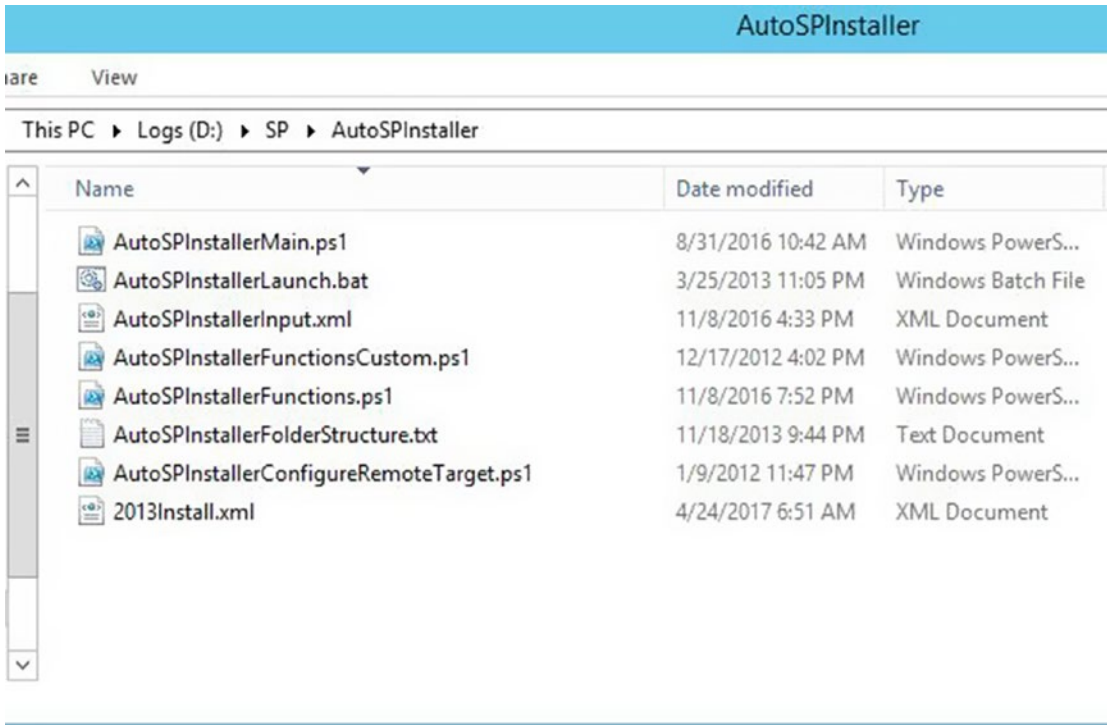 AutoSPInstaller
are View
This PC ▸ Logs (D:) ▸ SP ▸ AutoSPInstaller
Name Date modified Type
AutoSPInstallerMain.ps1 8/31/2016 10:42 AM Windows PowerS...
AutoSPInstallerLaunch.bat 3/25/2013 11:05 PM Windows Batch File
AutoSPInstallerInput.xml 11/8/2016 4:33 PM XML Document
AutoSPInstallerFunctionsCustom.ps1 12/17/2012 4:02 PM Windows PowerS...
AutoSPInstallerFunctions.ps1 11/8/2016 7:52 PM Windows PowerS...
AutoSPInstallerFolderStructure.txt 11/18/2013 9:44 PM Text Document
AutoSPInstallerConfigureRemoteTarget.ps1 1/9/2012 11:47 PM Windows PowerS...
2013Install.xml 4/24/2017 6:51 AM XML Document